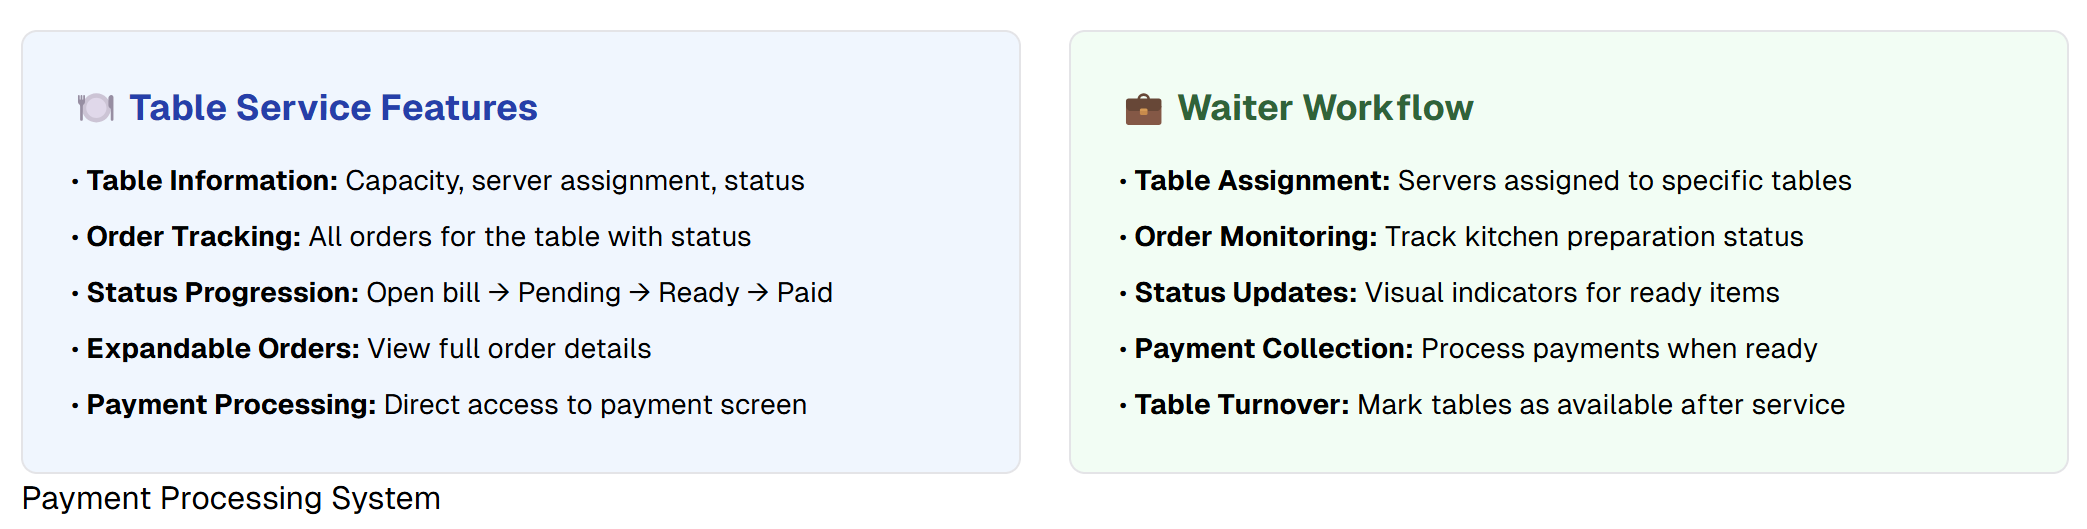 Table Service Features
• Table Information: Capacity, server assignment, status
• Order Tracking: All orders for the table with status
• Status Progression: Open bill → Pending → Ready → Paid
• Expandable Orders: View full order details
• Payment Processing: Direct access to payment screen
Waiter Workflow
• Table Assignment: Servers assigned to specific tables
• Order Monitoring: Track kitchen preparation status
• Status Updates: Visual indicators for ready items
• Payment Collection: Process payments when ready
• Table Turnover: Mark tables as available after service
Payment Processing System